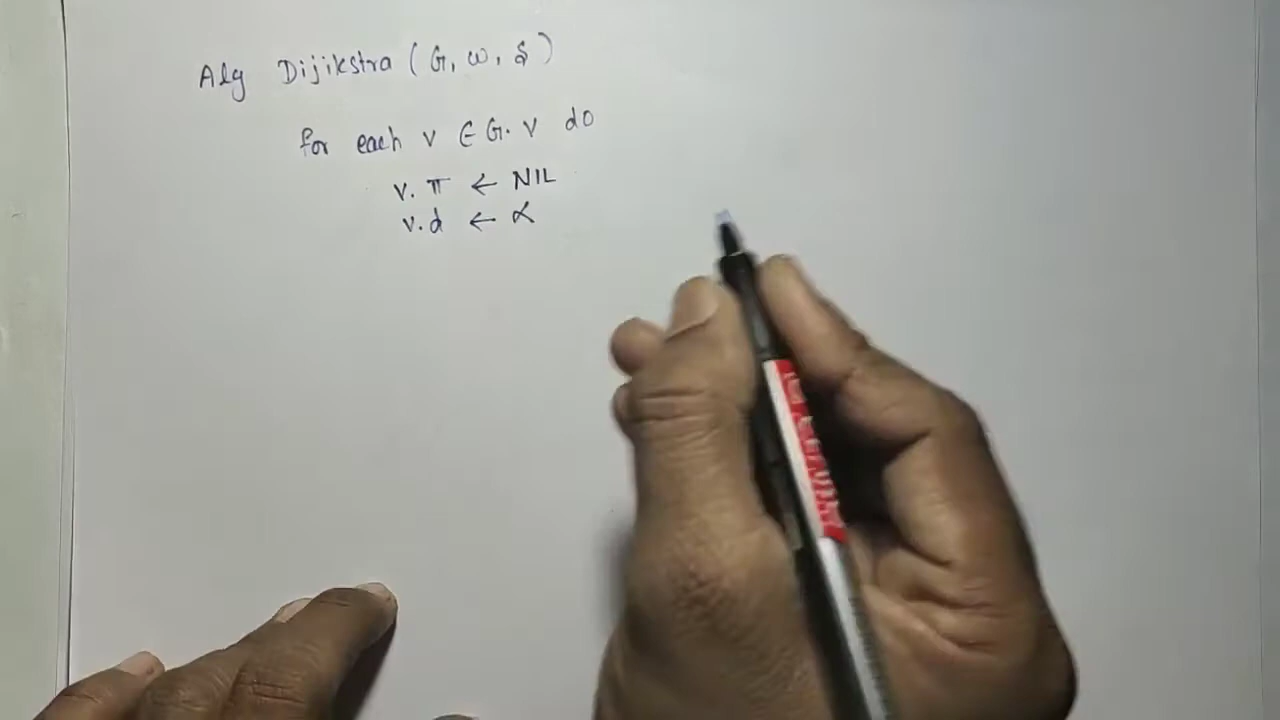 Alg Dijikstra (G, w, s)
for each v ∈ G. V do
v. π ← NIL
v. d ← ∝